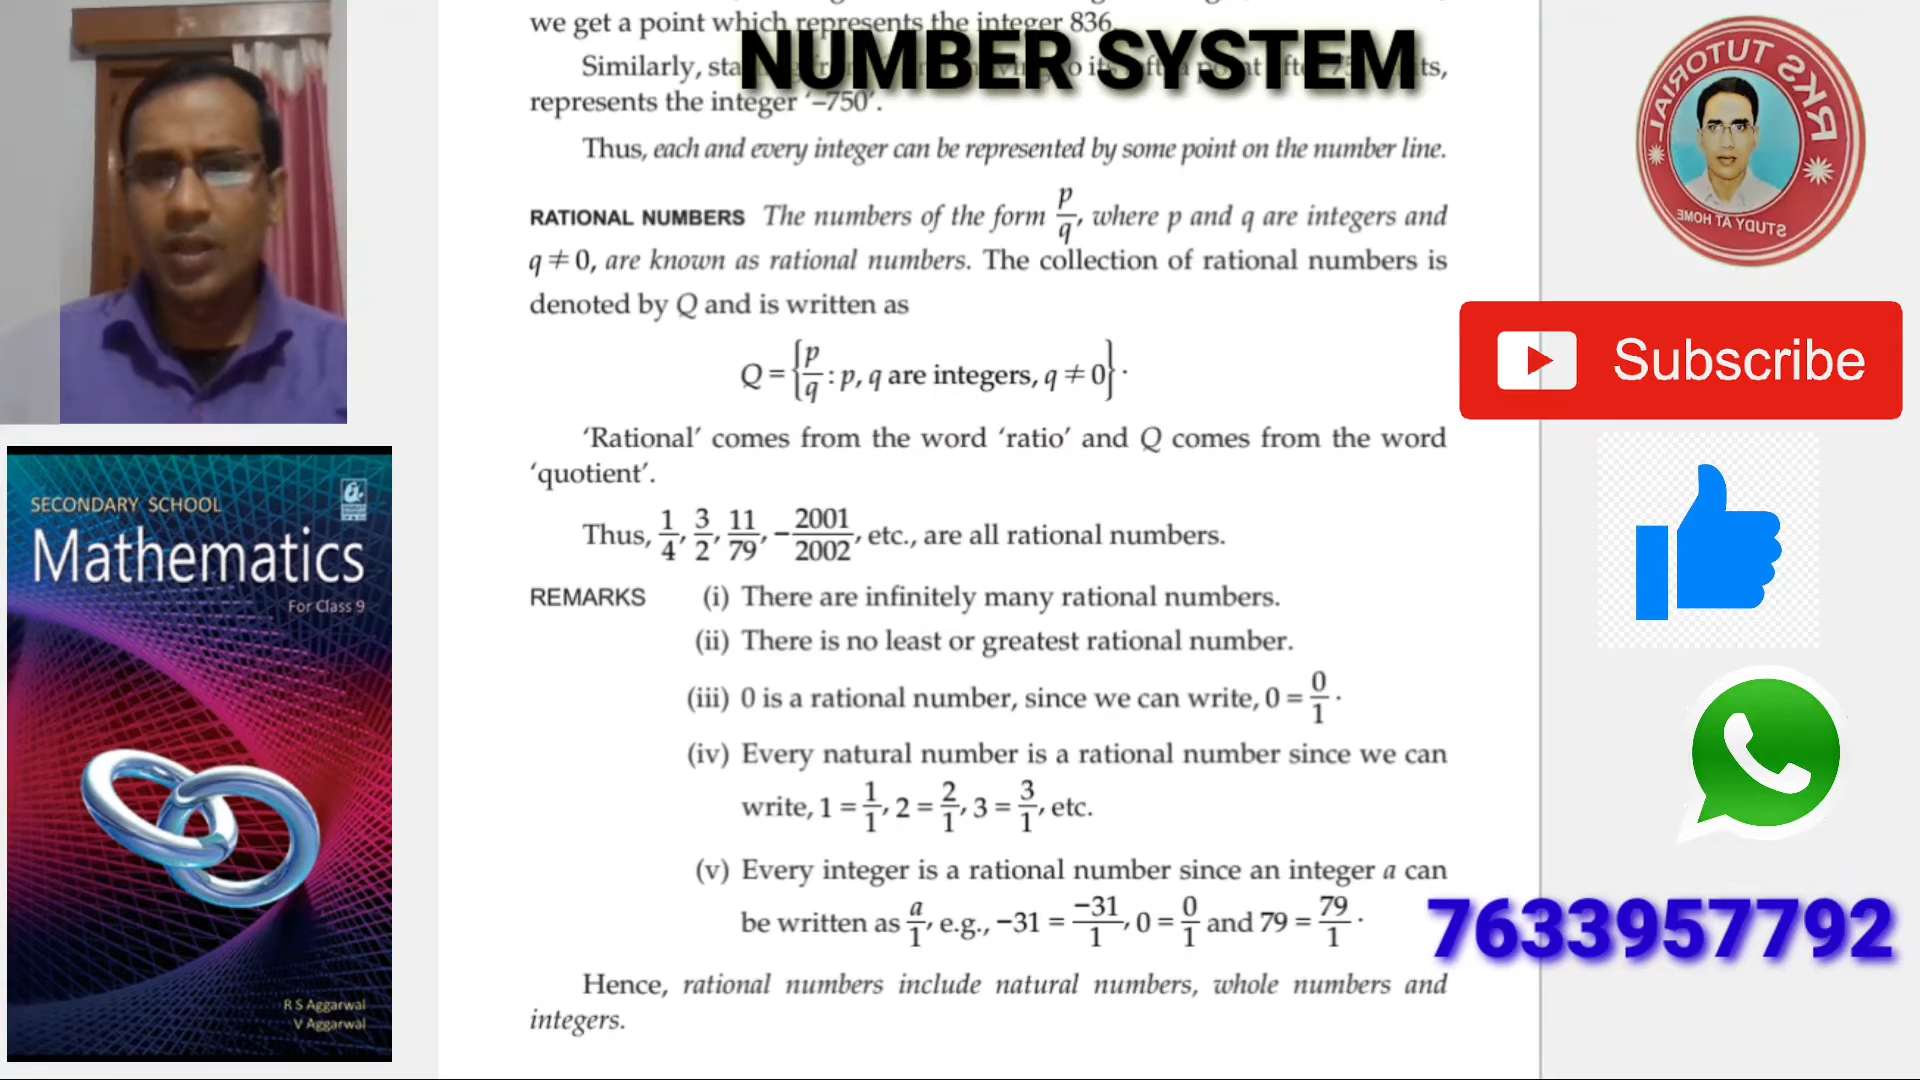 we get a point which represents the integer 836.
NUMBER SYSTEM
Similarly,
represents the integer ‘–750’.
Thus, each and every integer can be represented by some point on the number line.
RATIONAL NUMBERS The numbers of the form p/q, where p and q are integers and
q ≠ 0, are known as rational numbers. The collection of rational numbers is
denoted by Q and is written as
Q = {p/q : p, q are integers, q ≠ 0}.
‘Rational’ comes from the word ‘ratio’ and Q comes from the word
‘quotient’.
Thus, 1/4, 3/2, 11/79, –2001/2002, etc., are all rational numbers.
REMARKS (i) There are infinitely many rational numbers.
(ii) There is no least or greatest rational number.
(iii) 0 is a rational number, since we can write, 0 = 0/1.
(iv) Every natural number is a rational number since we can
write, 1 = 1/1, 2 = 2/1, 3 = 3/1, etc.
(v) Every integer is a rational number since an integer a can
be written as a/1, e.g., –31 = –31/1, 0 = 0/1 and 79 = 79/1.
Hence, rational numbers include natural numbers, whole numbers and
integers.
SECONDARY SCHOOL
Mathematics
For Class 9
R S Aggarwal
V Aggarwal
RKS TUTORIAL
STUDY AT HOME
Subscribe
7633957792